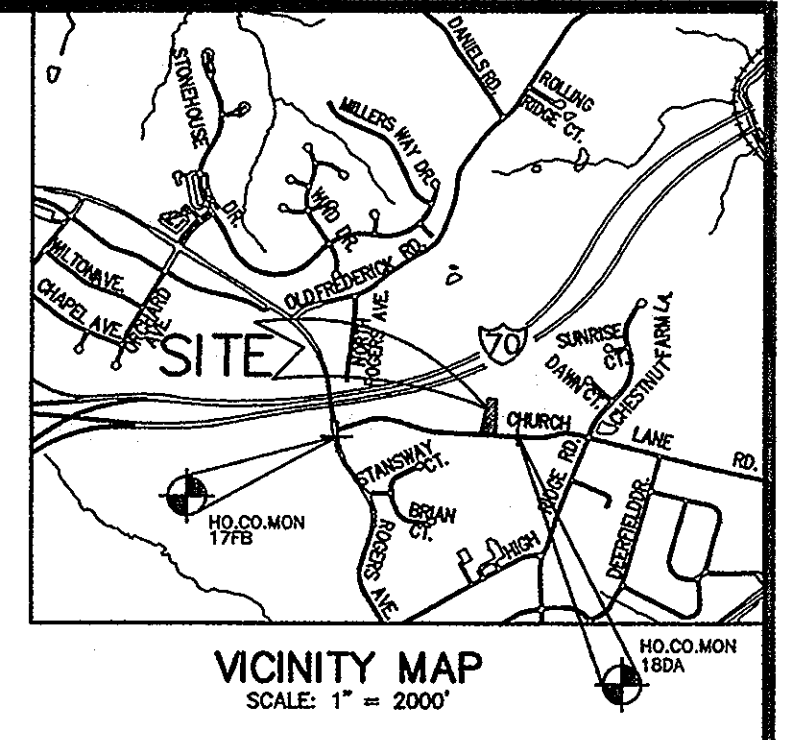 DANIELS RD.
ROLLING
RIDGE CT.
STONEHOUSE
DR.
MILLERS WAY DR.
WIND DR.
OLD FREDERICK RD.
WILTON AVE.
CHAPEL AVE.
ORCHARD
AVE.
NORTH
ROGERS AVE.
SITE
70
SUNRISE
CT.
DAWN CT.
CHESTNUT FARM LA.
CHURCH
LANE
RD.
STANSWAY
CT.
BRIAN
CT.
ROGERS AVE.
HIGH
RIDGE RD.
DEERFIELD DR.
HO.CO.MON
17FB
HO.CO.MON
18DA
VICINITY MAP
SCALE: 1" = 2000'